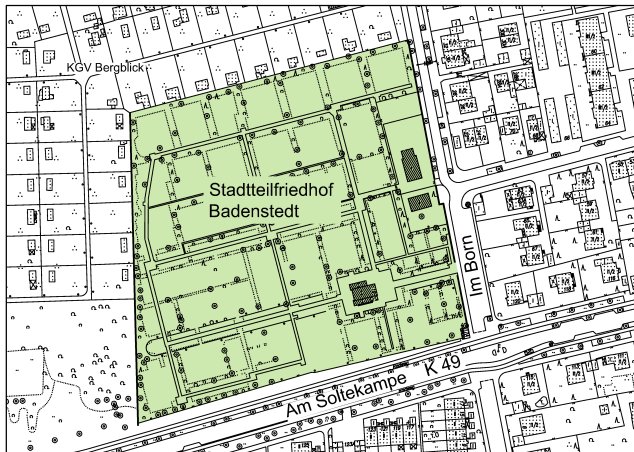 KGV Bergblick
Stadtteilfriedhof
Badenstedt
Im Born
Am Soltekampe K 49